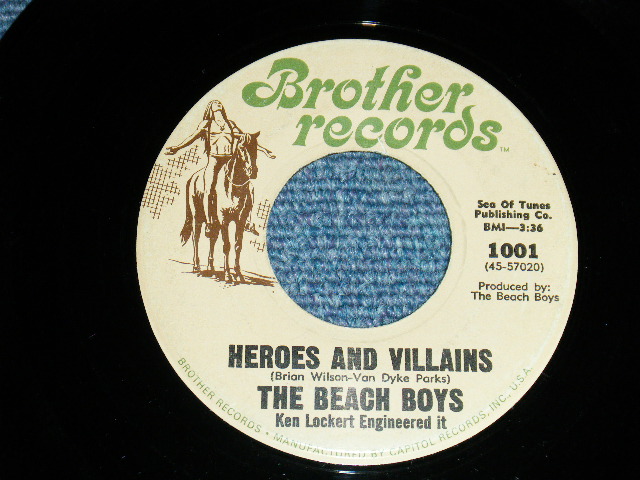 Brother
records™
Sea Of Tunes
Publishing Co.
BMI—3:36
1001
(45-57020)
Produced by:
The Beach Boys
HEROES AND VILLAINS
(Brian Wilson-Van Dyke Parks)
THE BEACH BOYS
Ken Lockert Engineered it
BROTHER RECORDS • MANUFACTURED BY CAPITOL RECORDS, INC., U.S.A.